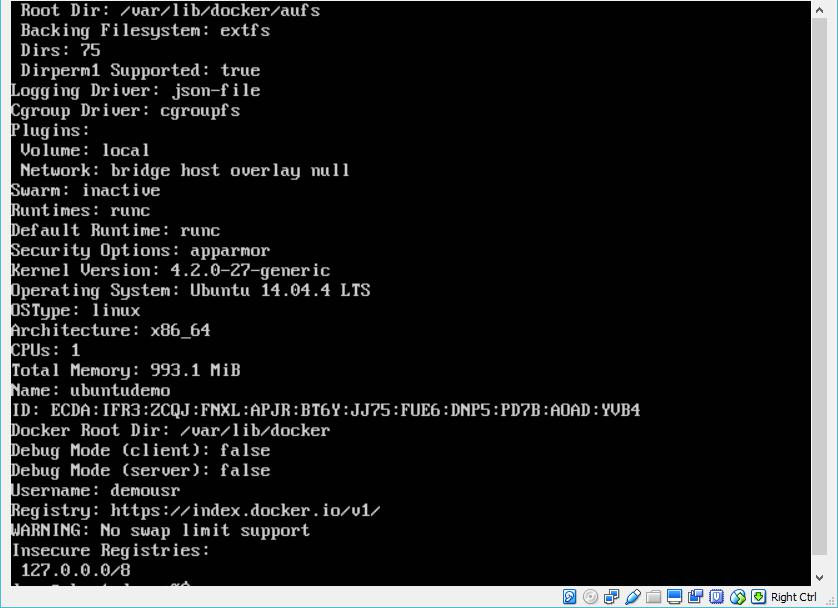 Root Dir: /var/lib/docker/aufs
Backing Filesystem: extfs
Dirs: 75
Dirperm1 Supported: true
Logging Driver: json-file
Cgroup Driver: cgroupfs
Plugins:
Volume: local
Network: bridge host overlay null
Swarm: inactive
Runtimes: runc
Default Runtime: runc
Security Options: apparmor
Kernel Version: 4.2.0-27-generic
Operating System: Ubuntu 14.04.4 LTS
OSType: linux
Architecture: x86_64
CPUs: 1
Total Memory: 993.1 MiB
Name: ubuntudemo
ID: ECDA:IFR3:ZCQJ:FNXL:APJR:BT6Y:JJ75:FUE6:DNP5:PD7B:AOAD:YVB4
Docker Root Dir: /var/lib/docker
Debug Mode (client): false
Debug Mode (server): false
Username: demousr
Registry: https://index.docker.io/v1/
WARNING: No swap limit support
Insecure Registries:
127.0.0.0/8
Right Ctrl